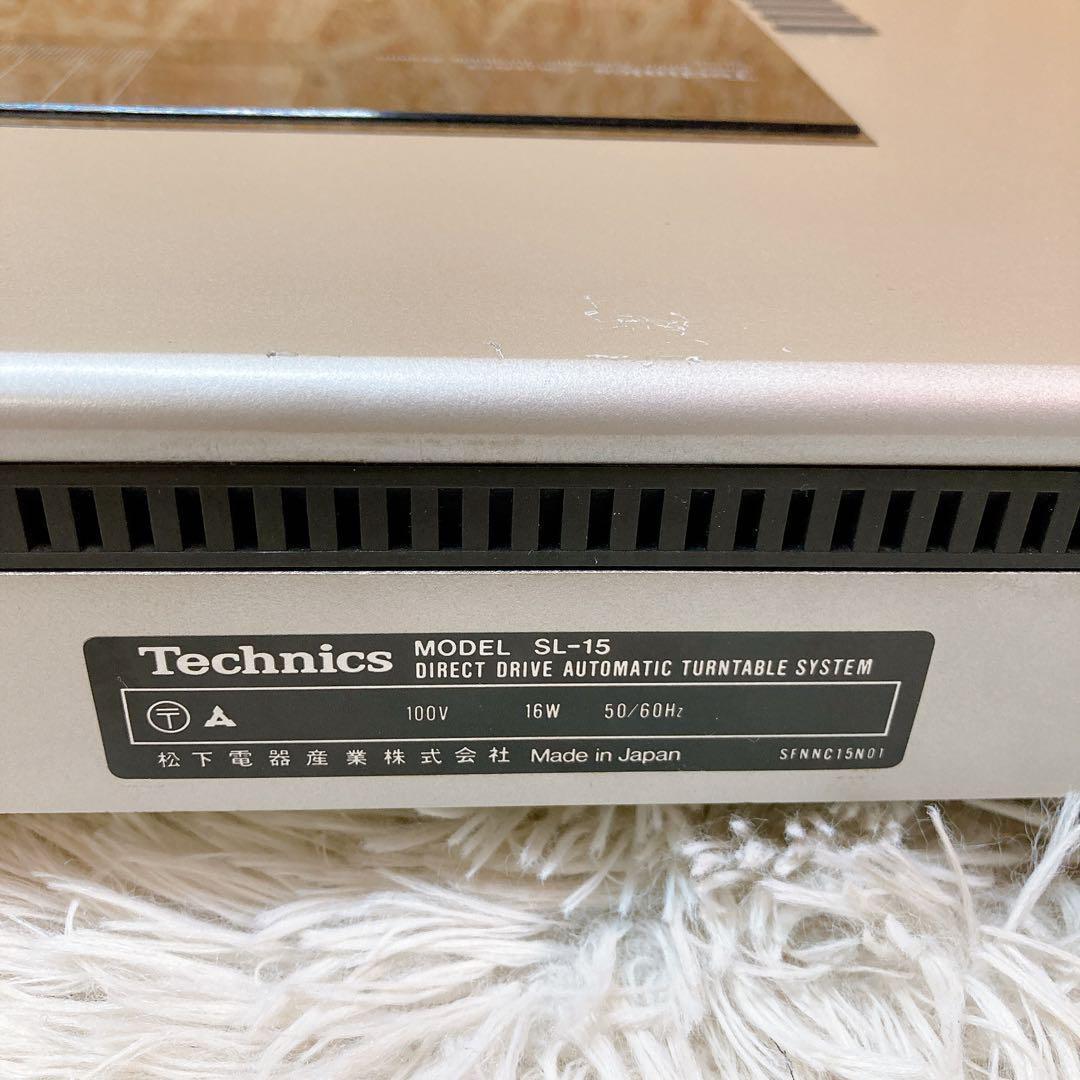 Technics MODEL SL-15
DIRECT DRIVE AUTOMATIC TURNTABLE SYSTEM
〒 100V 16W 50/60Hz
松下電器産業株式会社 Made in Japan SFNNC15N01